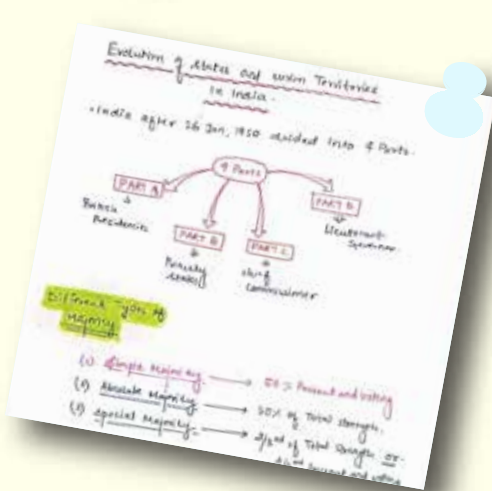 Evolution of states and union Territories
in India.
• India after 26 Jan, 1950 divided into 4 Parts.
4 Parts
PART A
PART D
British
Presidencies
Lieutenant
Governor
PART B
PART C
Princely
States
chief
commissioner
Different Types of
Majority
(1) Simple Majority → 50% Present and voting
(2) Absolute Majority → 50% of Total strength.
(3) Special Majority → 2/3rd of Total Strength or
Present and voting